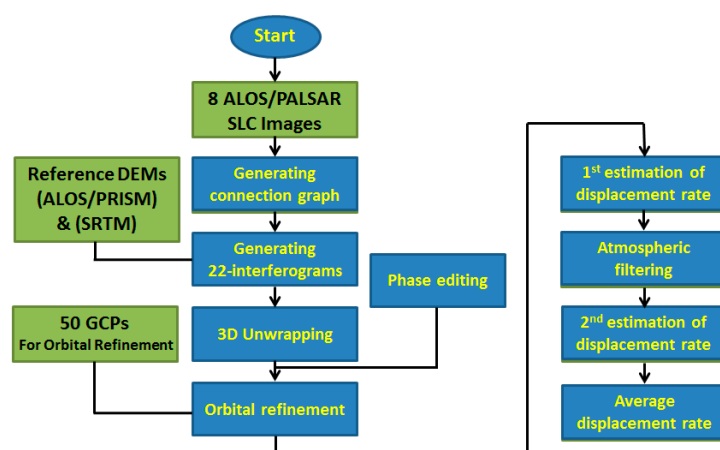 Start
8 ALOS/PALSAR
SLC Images
Generating
connection graph
Reference DEMs
(ALOS/PRISM)
& (SRTM)
Generating
22-interferograms
Phase editing
3D Unwrapping
50 GCPs
For Orbital Refinement
Orbital refinement
1st estimation of
displacement rate
Atmospheric
filtering
2nd estimation of
displacement rate
Average
displacement rate